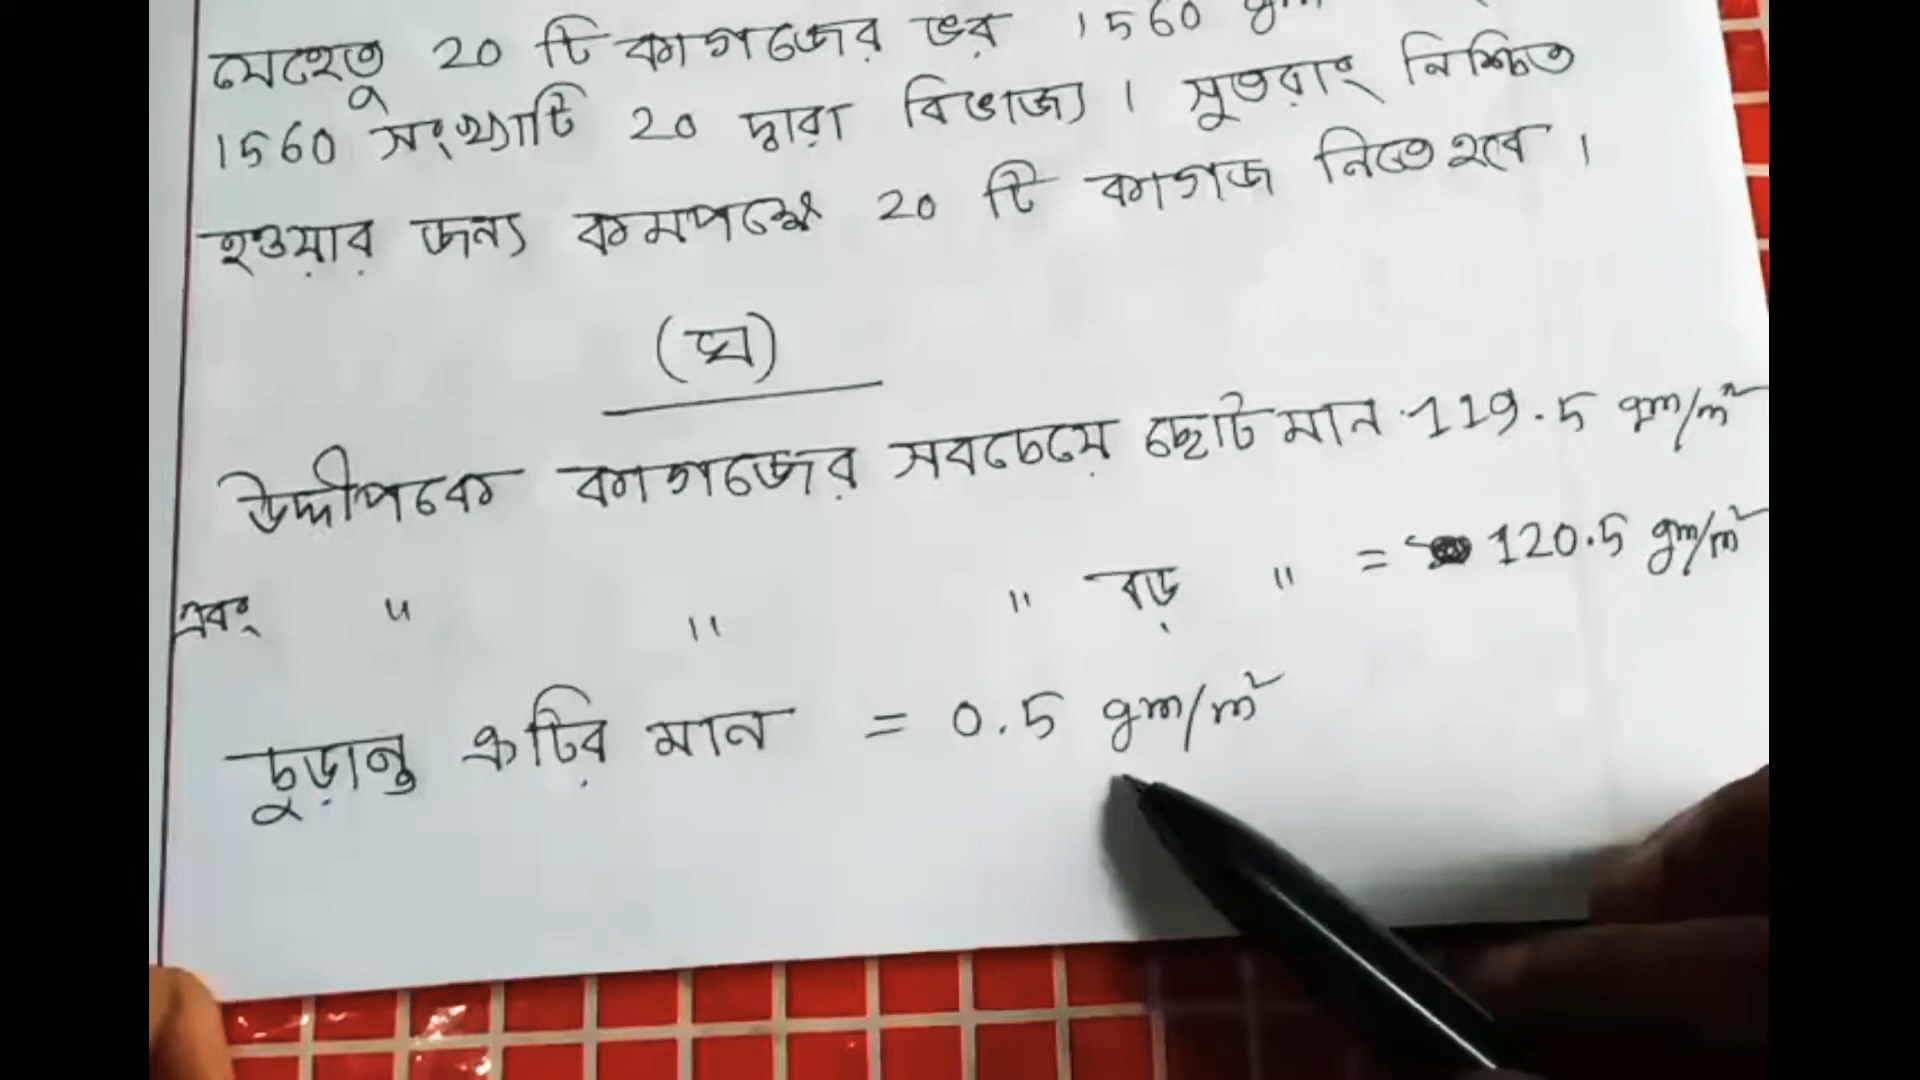 যেহেতু 20 টি কাগজের ভর 1560 gm
1560 সংখ্যাটি 20 দ্বারা বিভাজ্য । সুতরাং নিশ্চিত
হওয়ার জন্য কমপক্ষে 20 টি কাগজ নিতে হবে ।
(ঘ)
উদ্দীপকে কাগজের সবচেয়ে ছোট মান 119.5 gm/m²
এবং " " " বড় " = 120.5 gm/m²
চুড়ান্ত ত্রুটির মান = 0.5 gm/m²